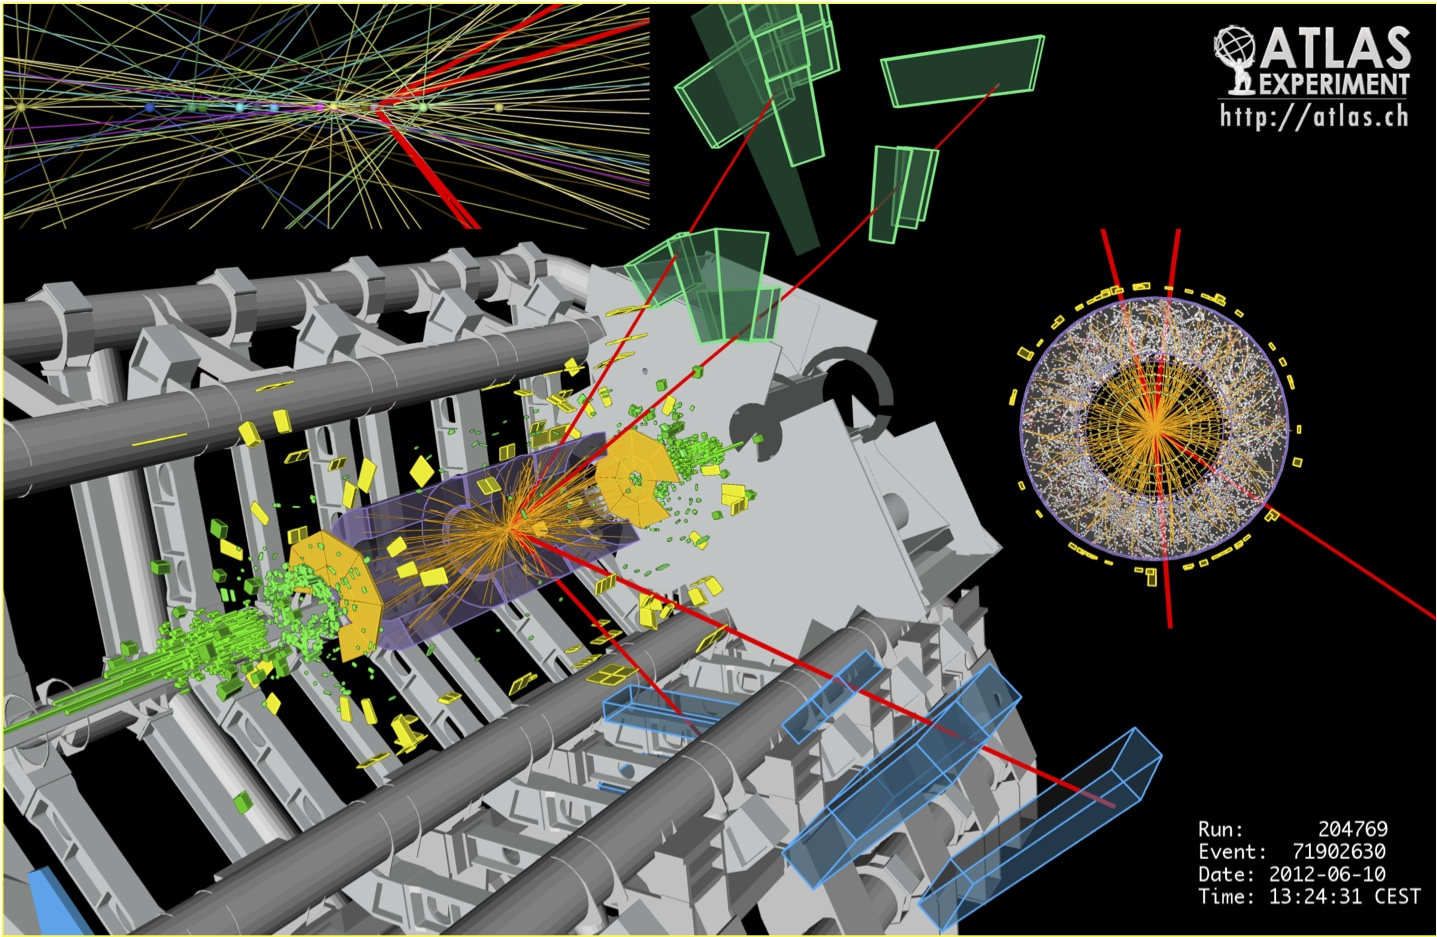 ATLAS
EXPERIMENT
http://atlas.ch
Run: 204769
Event: 71902630
Date: 2012-06-10
Time: 13:24:31 CEST